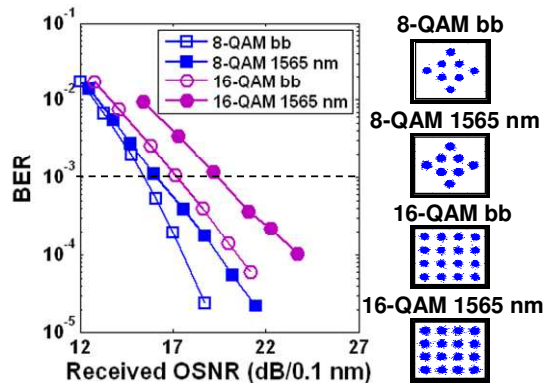 8-QAM bb
8-QAM 1565 nm
16-QAM bb
16-QAM 1565 nm
10-1
10-2
10-3
10-4
10-5
BER
12 17 22 27
Received OSNR (dB/0.1 nm)
8-QAM bb
8-QAM 1565 nm
16-QAM bb
16-QAM 1565 nm